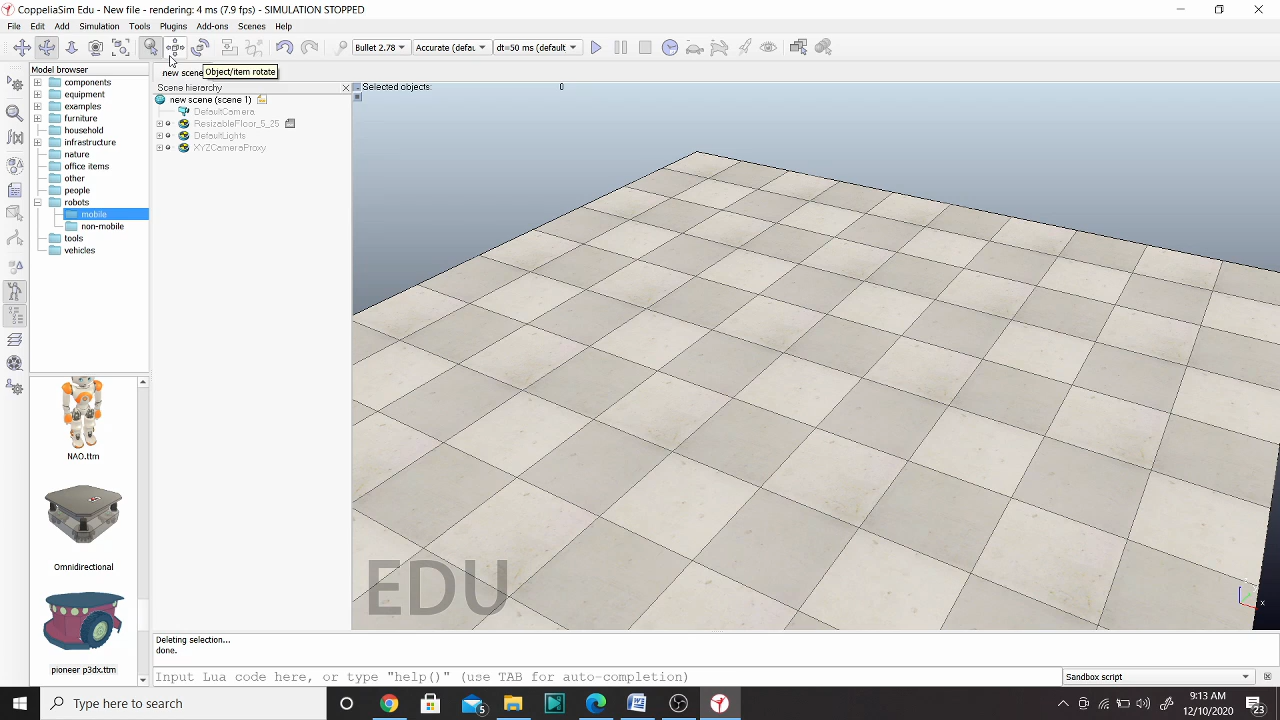 CoppeliaSim Edu - New file - rendering: 4 ms (7.9 fps) - SIMULATION STOPPED
File Edit Add Simulation Tools Plugins Add-ons Scenes Help
Bullet 2.78 Accurate (defau dt=50 ms (default)
Object/item rotate
Model browser
new scene
components
equipment
examples
furniture
household
infrastructure
nature
office items
other
people
robots
mobile
non-mobile
tools
vehicles
NAO.ttm
Omnidirectional
pioneer p3dx.ttm
Scene hierarchy
new scene (scene 1)
DefaultCamera
ResizableFloor_5_25
DefaultLights
XYZCameraProxy
Selected objects: 0
EDU
x
Deleting selection...
done.
Input Lua code here, or type "help()" (use TAB for auto-completion)
Sandbox script
Type here to search
5
9:13 AM
12/10/2020
23